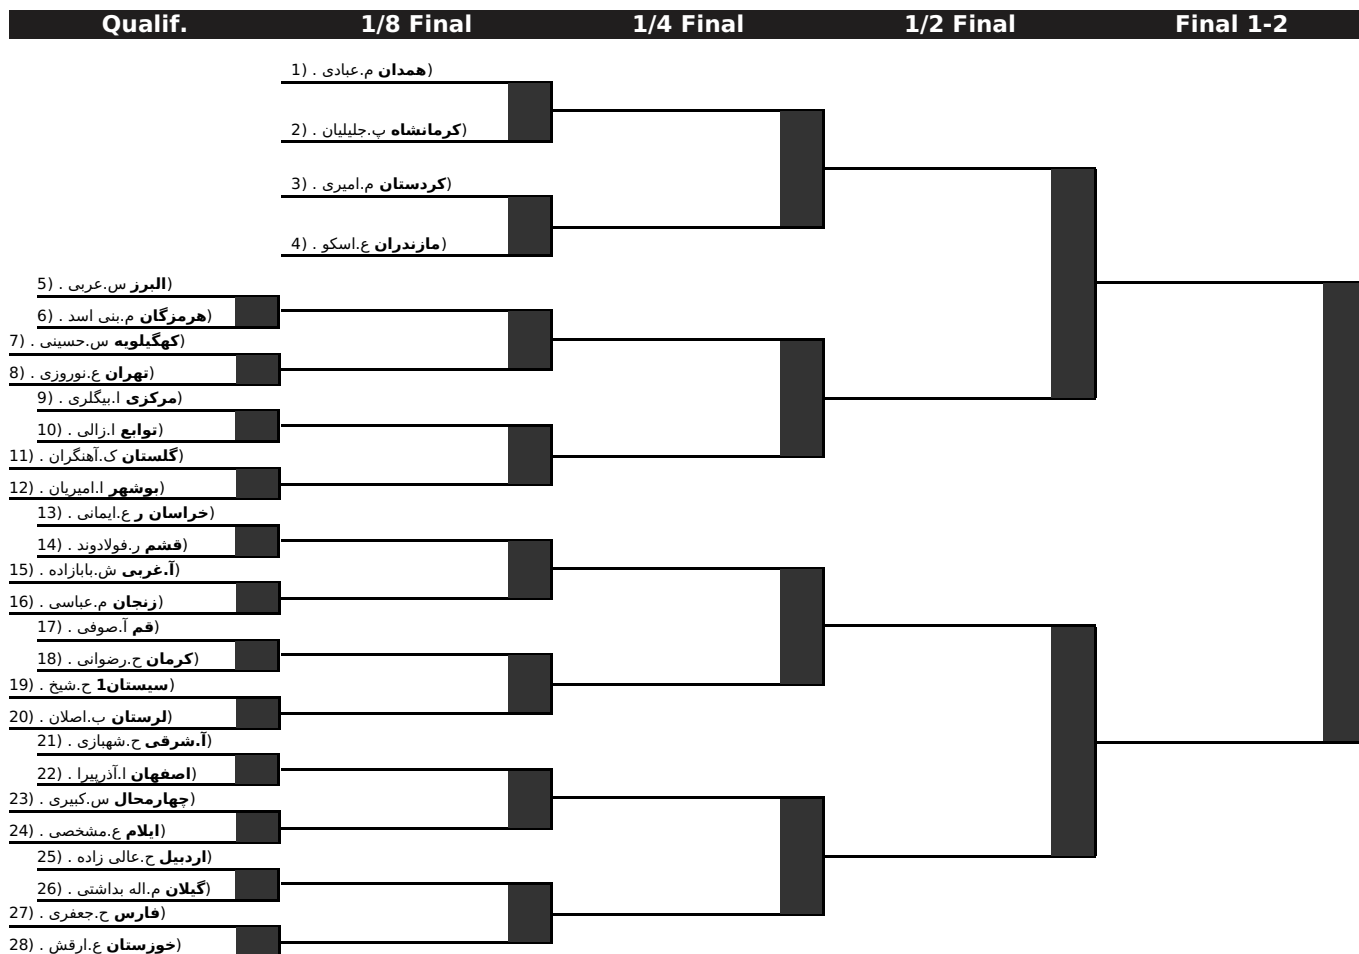 Qualif. 1/8 Final 1/4 Final 1/2 Final Final 1-2
1) . م.عبادی همدان)
2) . پ.جلیلیان کرمانشاه)
3) . م.امیری کردستان)
4) . ع.اسکو مازندران)
5) . س.عربی البرز)
6) . م.بنی اسد هرمزگان)
7) . س.حسینی کهگیلویه)
8) . ع.نوروزی تهران)
9) . ا.بیگلری مرکزی)
10) . ا.زالی توابع)
11) . ک.آهنگران گلستان)
12) . ا.امیریان بوشهر)
13) . ع.ایمانی خراسان ر)
14) . ر.فولادوند قشم)
15) . ش.بابازاده آ.غربی)
16) . م.عباسی زنجان)
17) . آ.صوفی قم)
18) . ح.رضوانی کرمان)
19) . ح.شیخ سیستان1)
20) . ب.اصلان لرستان)
21) . ح.شهبازی آ.شرقی)
22) . ا.آذرپیرا اصفهان)
23) . س.کبیری چهارمحال)
24) . ع.مشخصی ایلام)
25) . ح.عالی زاده اردبیل)
26) . م.اله بداشتی گیلان)
27) . ح.جعفری فارس)
28) . ع.ارقش خوزستان)